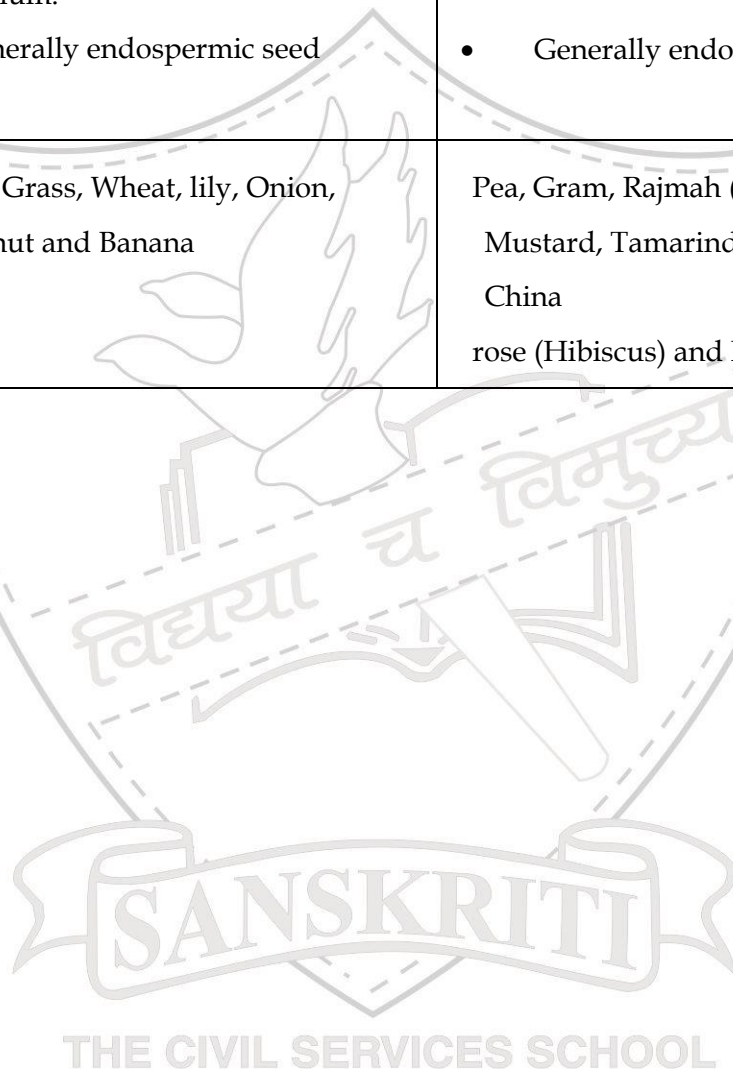 nerally endospermic seed
• Generally endo
Grass, Wheat, lily, Onion,
nut and Banana
Pea, Gram, Rajmah (
Mustard, Tamarind
China
rose (Hibiscus) and
विद्यया च विमुच्य
SANSKRITI
THE CIVIL SERVICES SCHOOL